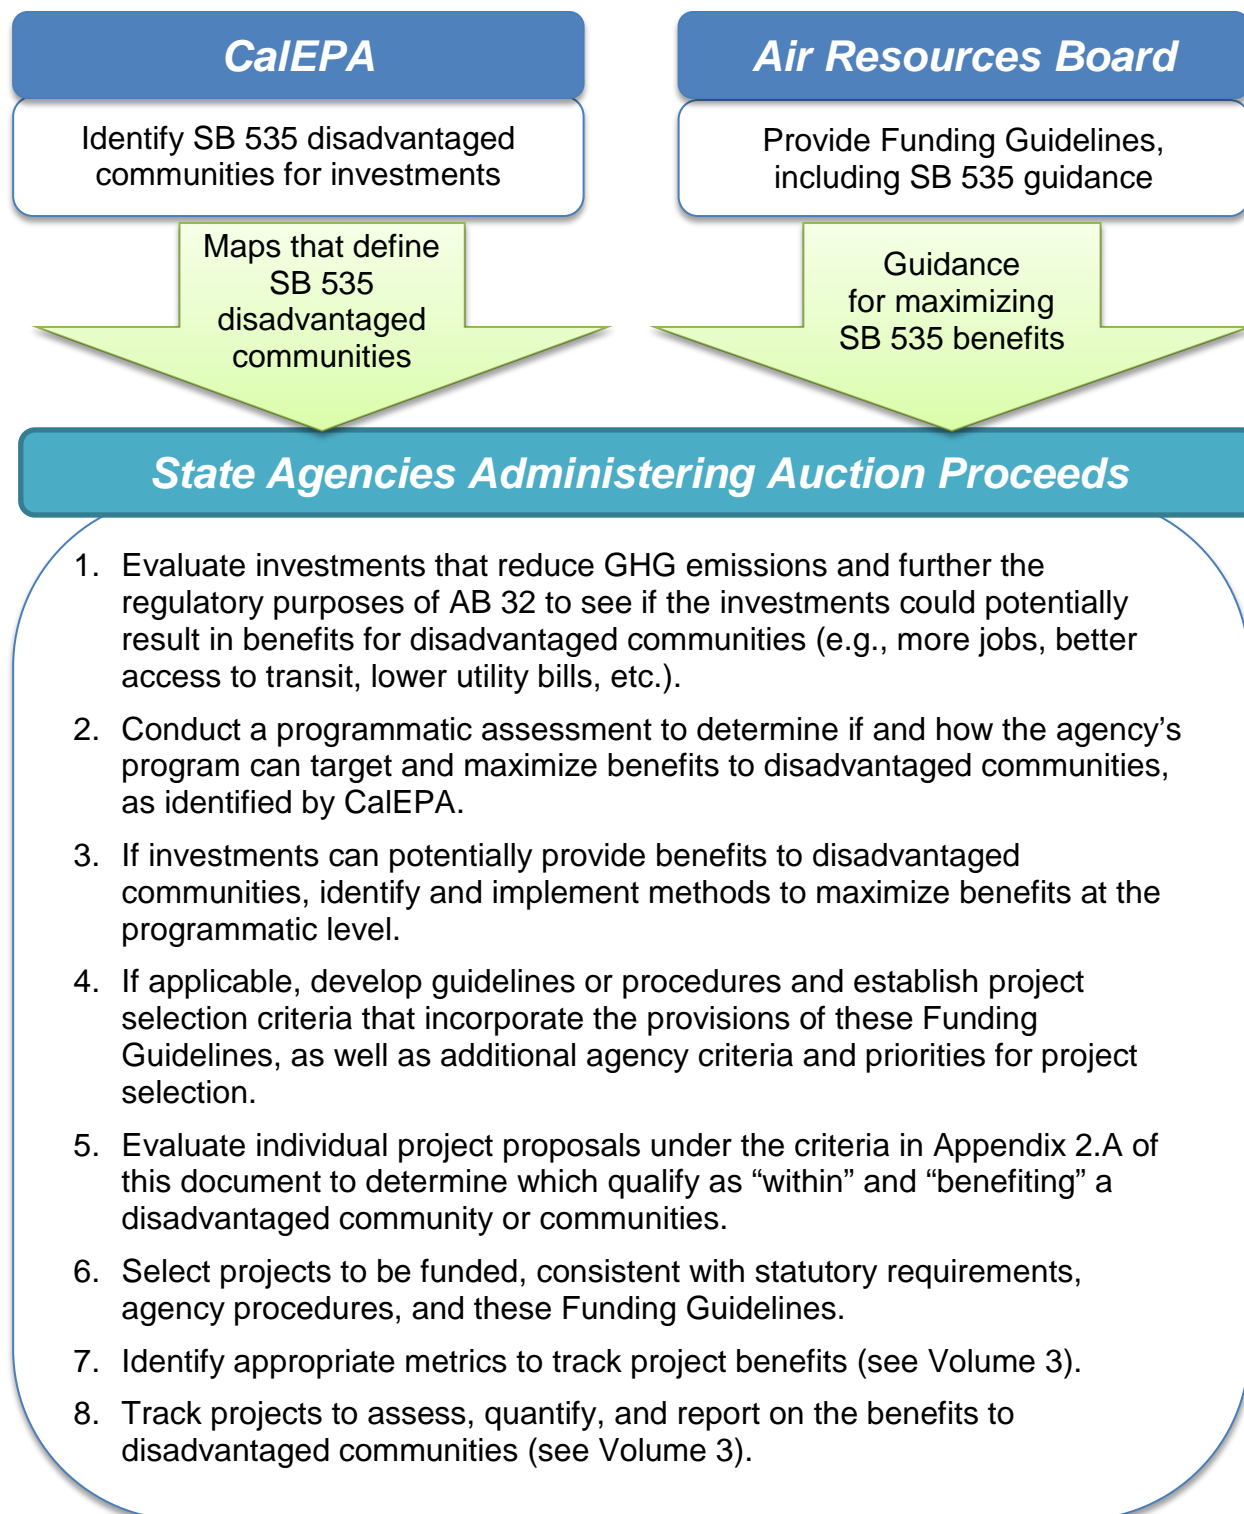 CalEPA
Identify SB 535 disadvantaged
communities for investments
Maps that define
SB 535
disadvantaged
communities
Air Resources Board
Provide Funding Guidelines,
including SB 535 guidance
Guidance
for maximizing
SB 535 benefits
State Agencies Administering Auction Proceeds
1. Evaluate investments that reduce GHG emissions and further the
regulatory purposes of AB 32 to see if the investments could potentially
result in benefits for disadvantaged communities (e.g., more jobs, better
access to transit, lower utility bills, etc.).
2. Conduct a programmatic assessment to determine if and how the agency’s
program can target and maximize benefits to disadvantaged communities,
as identified by CalEPA.
3. If investments can potentially provide benefits to disadvantaged
communities, identify and implement methods to maximize benefits at the
programmatic level.
4. If applicable, develop guidelines or procedures and establish project
selection criteria that incorporate the provisions of these Funding
Guidelines, as well as additional agency criteria and priorities for project
selection.
5. Evaluate individual project proposals under the criteria in Appendix 2.A of
this document to determine which qualify as “within” and “benefiting” a
disadvantaged community or communities.
6. Select projects to be funded, consistent with statutory requirements,
agency procedures, and these Funding Guidelines.
7. Identify appropriate metrics to track project benefits (see Volume 3).
8. Track projects to assess, quantify, and report on the benefits to
disadvantaged communities (see Volume 3).